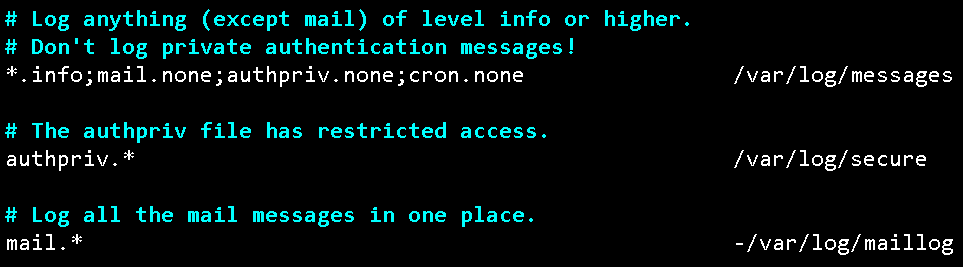 # Log anything (except mail) of level info or higher.
# Don't log private authentication messages!
*.info;mail.none;authpriv.none;cron.none /var/log/messages
# The authpriv file has restricted access.
authpriv.* /var/log/secure
# Log all the mail messages in one place.
mail.* -/var/log/maillog